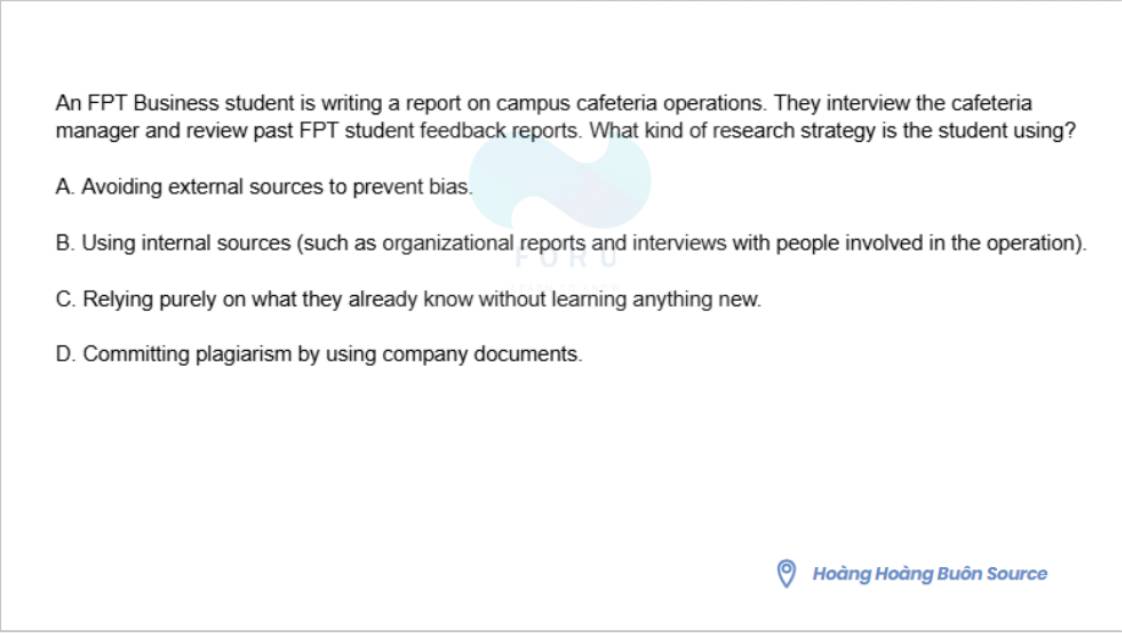 An FPT Business student is writing a report on campus cafeteria operations. They interview the cafeteria
manager and review past FPT student feedback reports. What kind of research strategy is the student using?
A. Avoiding external sources to prevent bias.
B. Using internal sources (such as organizational reports and interviews with people involved in the operation).
FORU
C. Relying purely on what they already know without learning anything new.
D. Committing plagiarism by using company documents.
Hoàng Hoàng Buôn Source